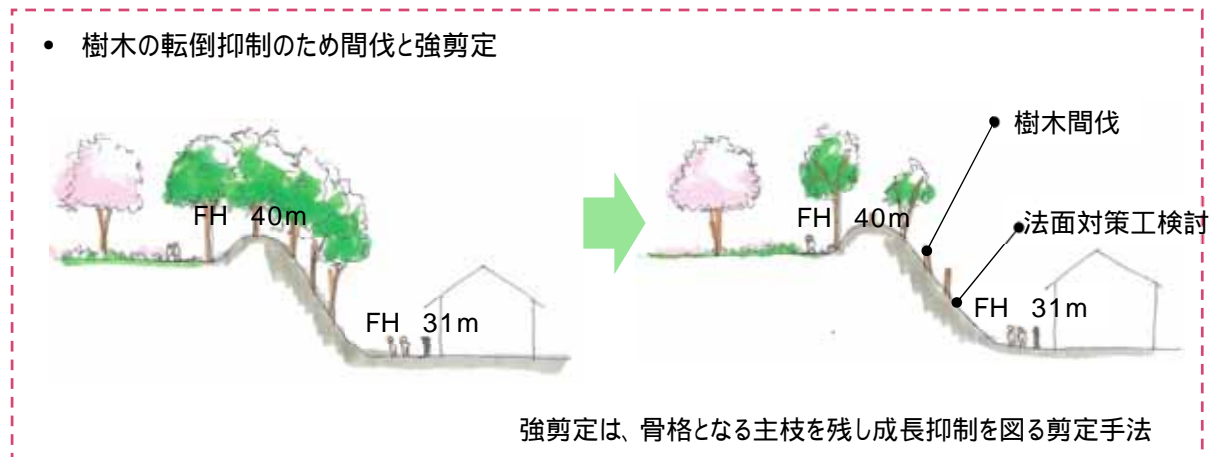 • 樹木の転倒抑制のため間伐と強剪定
FH 40m
FH 31m
樹木間伐
FH 40m
法面対策工検討
FH 31m
強剪定は、骨格となる主枝を残し成長抑制を図る剪定手法